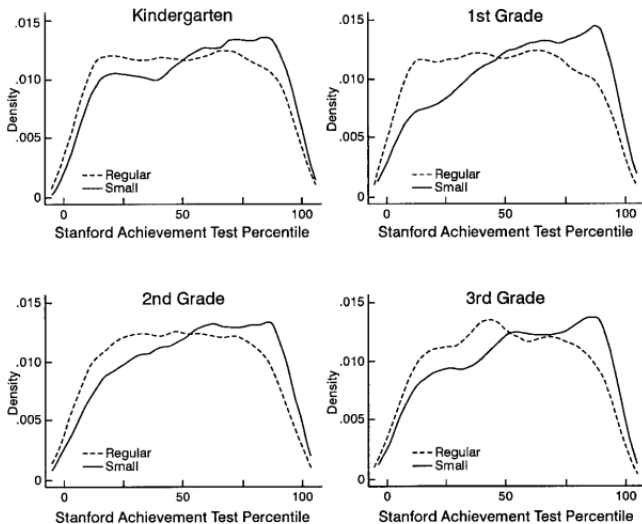 Kindergarten
.015
.010
.005
0
Density
Regular
Small
0 50 100
Stanford Achievement Test Percentile
1st Grade
.015
.010
.005
0
Density
Regular
Small
0 50 100
Stanford Achievement Test Percentile
2nd Grade
.015
.010
.005
0
Density
Regular
Small
0 50 100
Stanford Achievement Test Percentile
3rd Grade
.015
.010
.005
0
Density
Regular
Small
0 50 100
Stanford Achievement Test Percentile